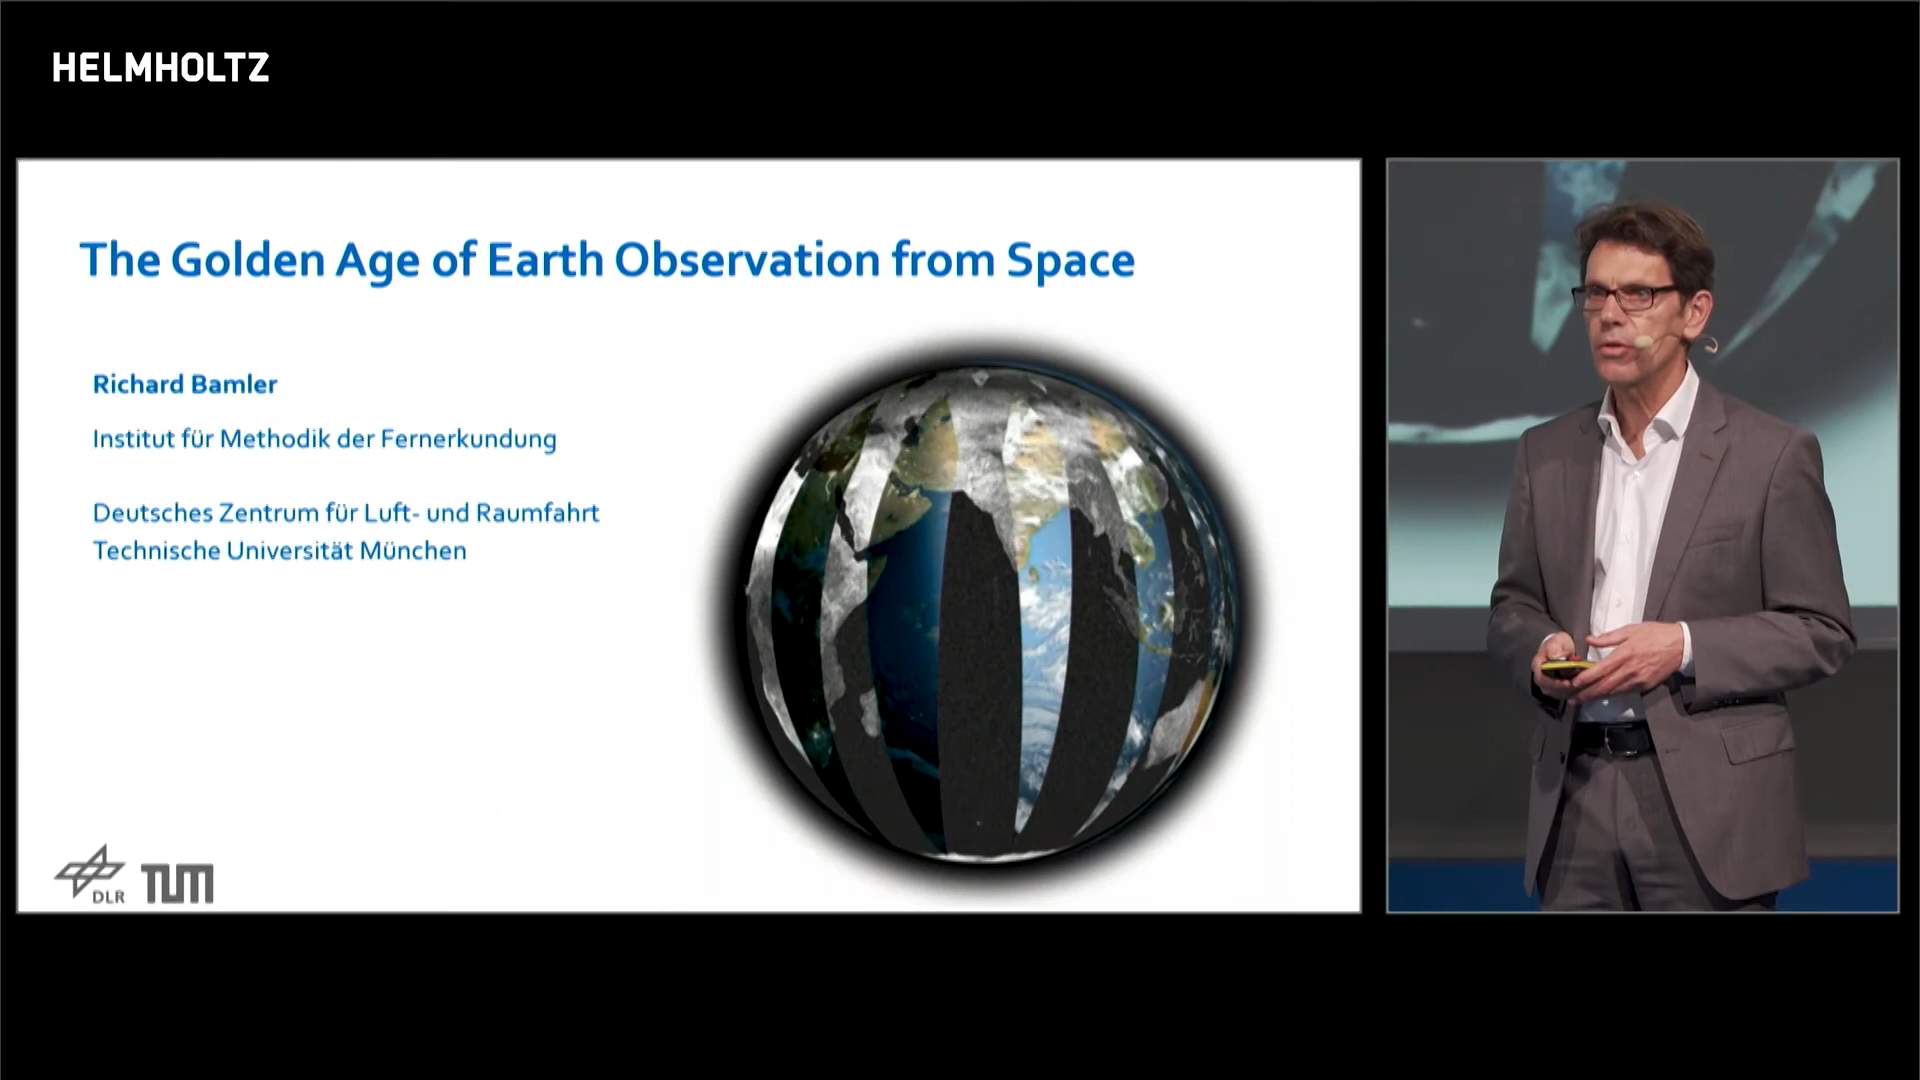 HELMHOLTZ
The Golden Age of Earth Observation from Space
Richard Bamler
Institut für Methodik der Fernerkundung
Deutsches Zentrum für Luft- und Raumfahrt
Technische Universität München
DLR TUM